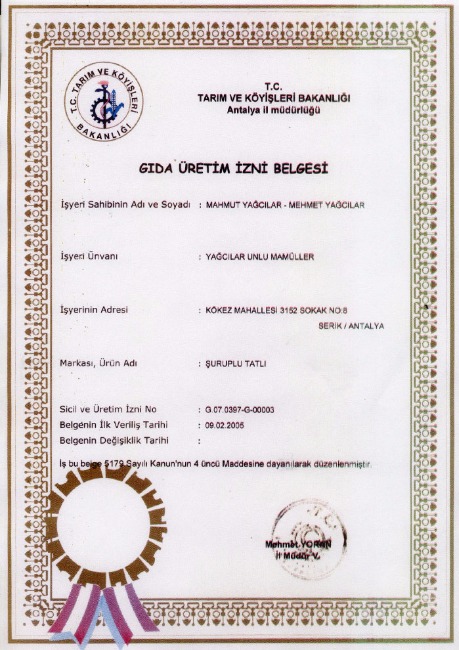 T.C. TARIM VE KÖYİŞLERİ BAKANLIĞI
T.C.
TARIM VE KÖYİŞLERİ BAKANLIĞI
Antalya il müdürlüğü
GIDA ÜRETİM İZNİ BELGESİ
İşyeri Sahibinin Adı ve Soyadı : MAHMUT YAĞCILAR - MEHMET YAĞCILAR
İşyeri Ünvanı : YAĞCILAR UNLU MAMÜLLER
İşyerinin Adresi : KÖKEZ MAHALLESİ 3152 SOKAK NO:8
SERİK / ANTALYA
Markası, Ürün Adı : ŞURUPLU TATLI
Sicil ve Üretim İzni No : G.07.0397-G-00003
Belgenin İlk Veriliş Tarihi : 09.02.2005
Belgenin Değişiklik Tarihi :
İş bu belge 5179 Sayılı Kanun'nun 4 üncü Maddesine dayanılarak düzenlenmiştir.
T.C.
Mehmet
İl Müdür V.